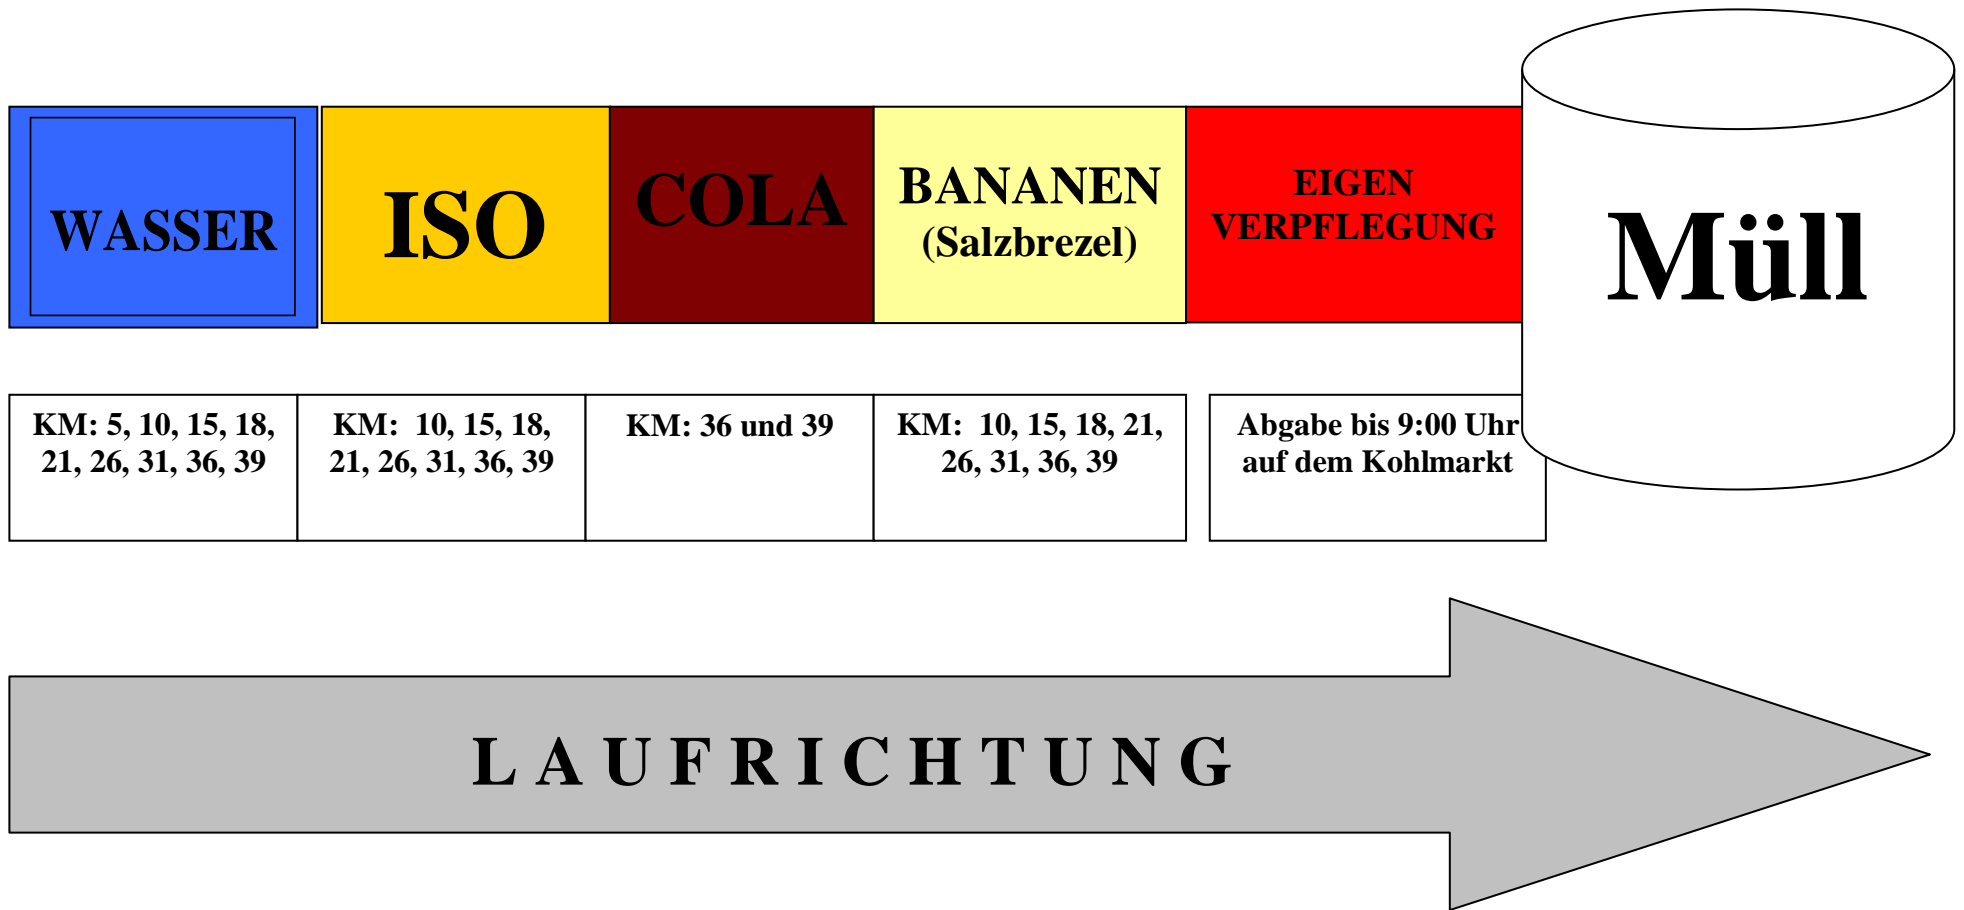 WASSER
ISO
COLA
BANANEN
(Salzbrezel)
EIGEN
VERPFLEGUNG
Müll
KM: 5, 10, 15, 18,
21, 26, 31, 36, 39
KM: 10, 15, 18,
21, 26, 31, 36, 39
KM: 36 und 39
KM: 10, 15, 18, 21,
26, 31, 36, 39
Abgabe bis 9:00 Uhr
auf dem Kohlmarkt
L A U F R I C H T U N G